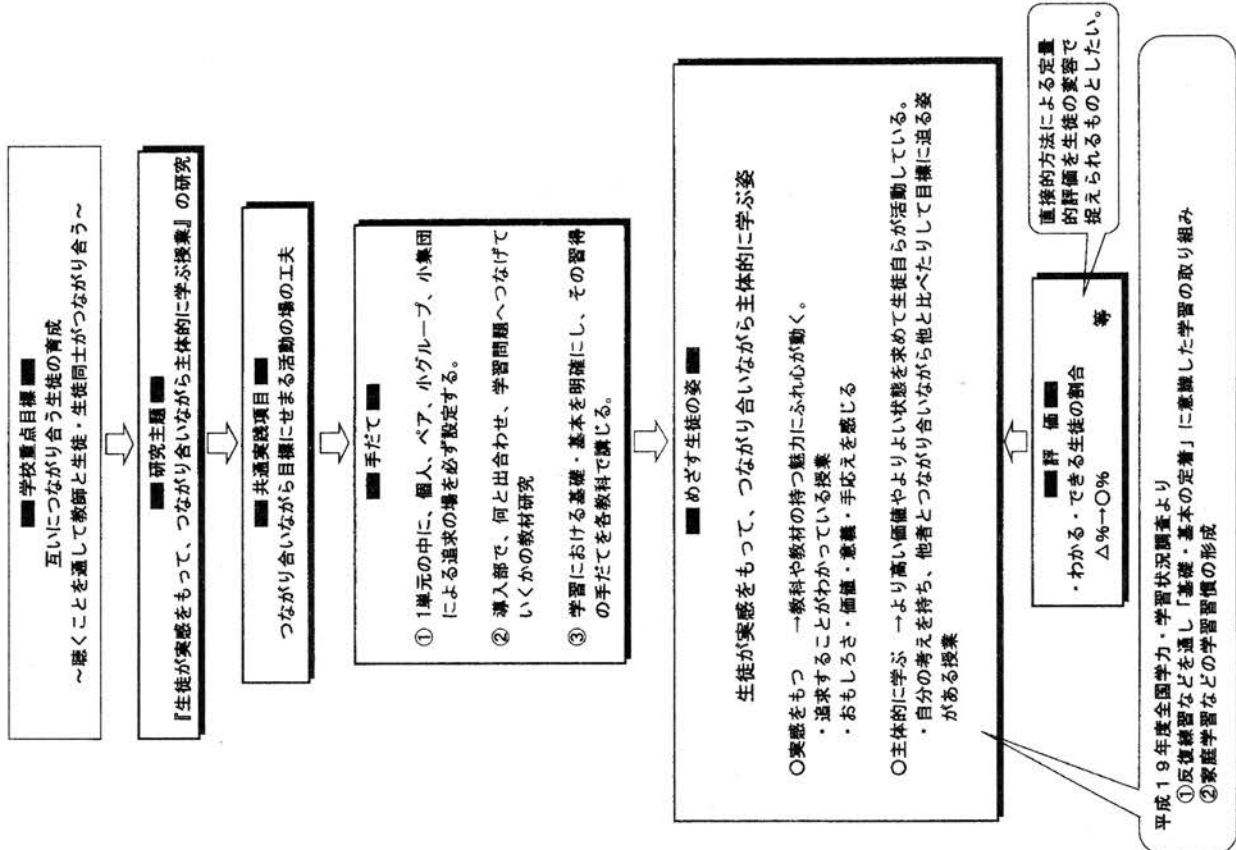 ■■学校重点目標■■
互いにつながり合う生徒の育成
～聴くことを通して教師と生徒・生徒同士がつながり合う～
■■研究主題■■
『生徒が実感をもって、つながり合いながら主体的に学ぶ授業』の研究
■■共通実践項目■■
つながり合いながら目標にせまる活動の場の工夫
■■手だて■■
① 1単元の中に、個人、ペア、小グループ、小集団
による追求の場を必ず設定する。
② 導入部で、何と出合わせ、学習問題へつなげて
いくかの教材研究
③ 学習における基礎・基本を明確にし、その習得
の手だてを各教科で講じる。
■■めざす生徒の姿■■
生徒が実感をもって、つながり合いながら主体的に学ぶ姿
○実感をもつ →教科や教材の持つ魅力にふれ心が動く。
・追求することがわかっている授業
・おもしろさ・価値・意義・手応えを感じる
○主体的に学ぶ →より高い価値やよりよい状態を求めて生徒自らが活動している。
・自分の考えを持ち、他者とつながり合いながら他と比べたりして目標に迫る姿
がある授業
■■評 価■■
・わかる・できる生徒の割合 等
△%→○%
直接的方法による定量
的評価を生徒の変容で
捉えられるものとしたい。
平成19年度全国学力・学習状況調査より
①反復練習などを通し「基礎・基本の定着」に意識した学習の取り組み
②家庭学習などの学習習慣の形成